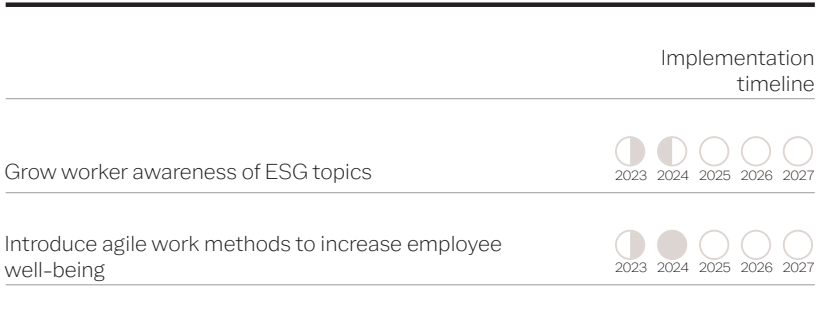 Implementation
timeline
Grow worker awareness of ESG topics
2023 2024 2025 2026 2027
Introduce agile work methods to increase employee
well-being
2023 2024 2025 2026 2027